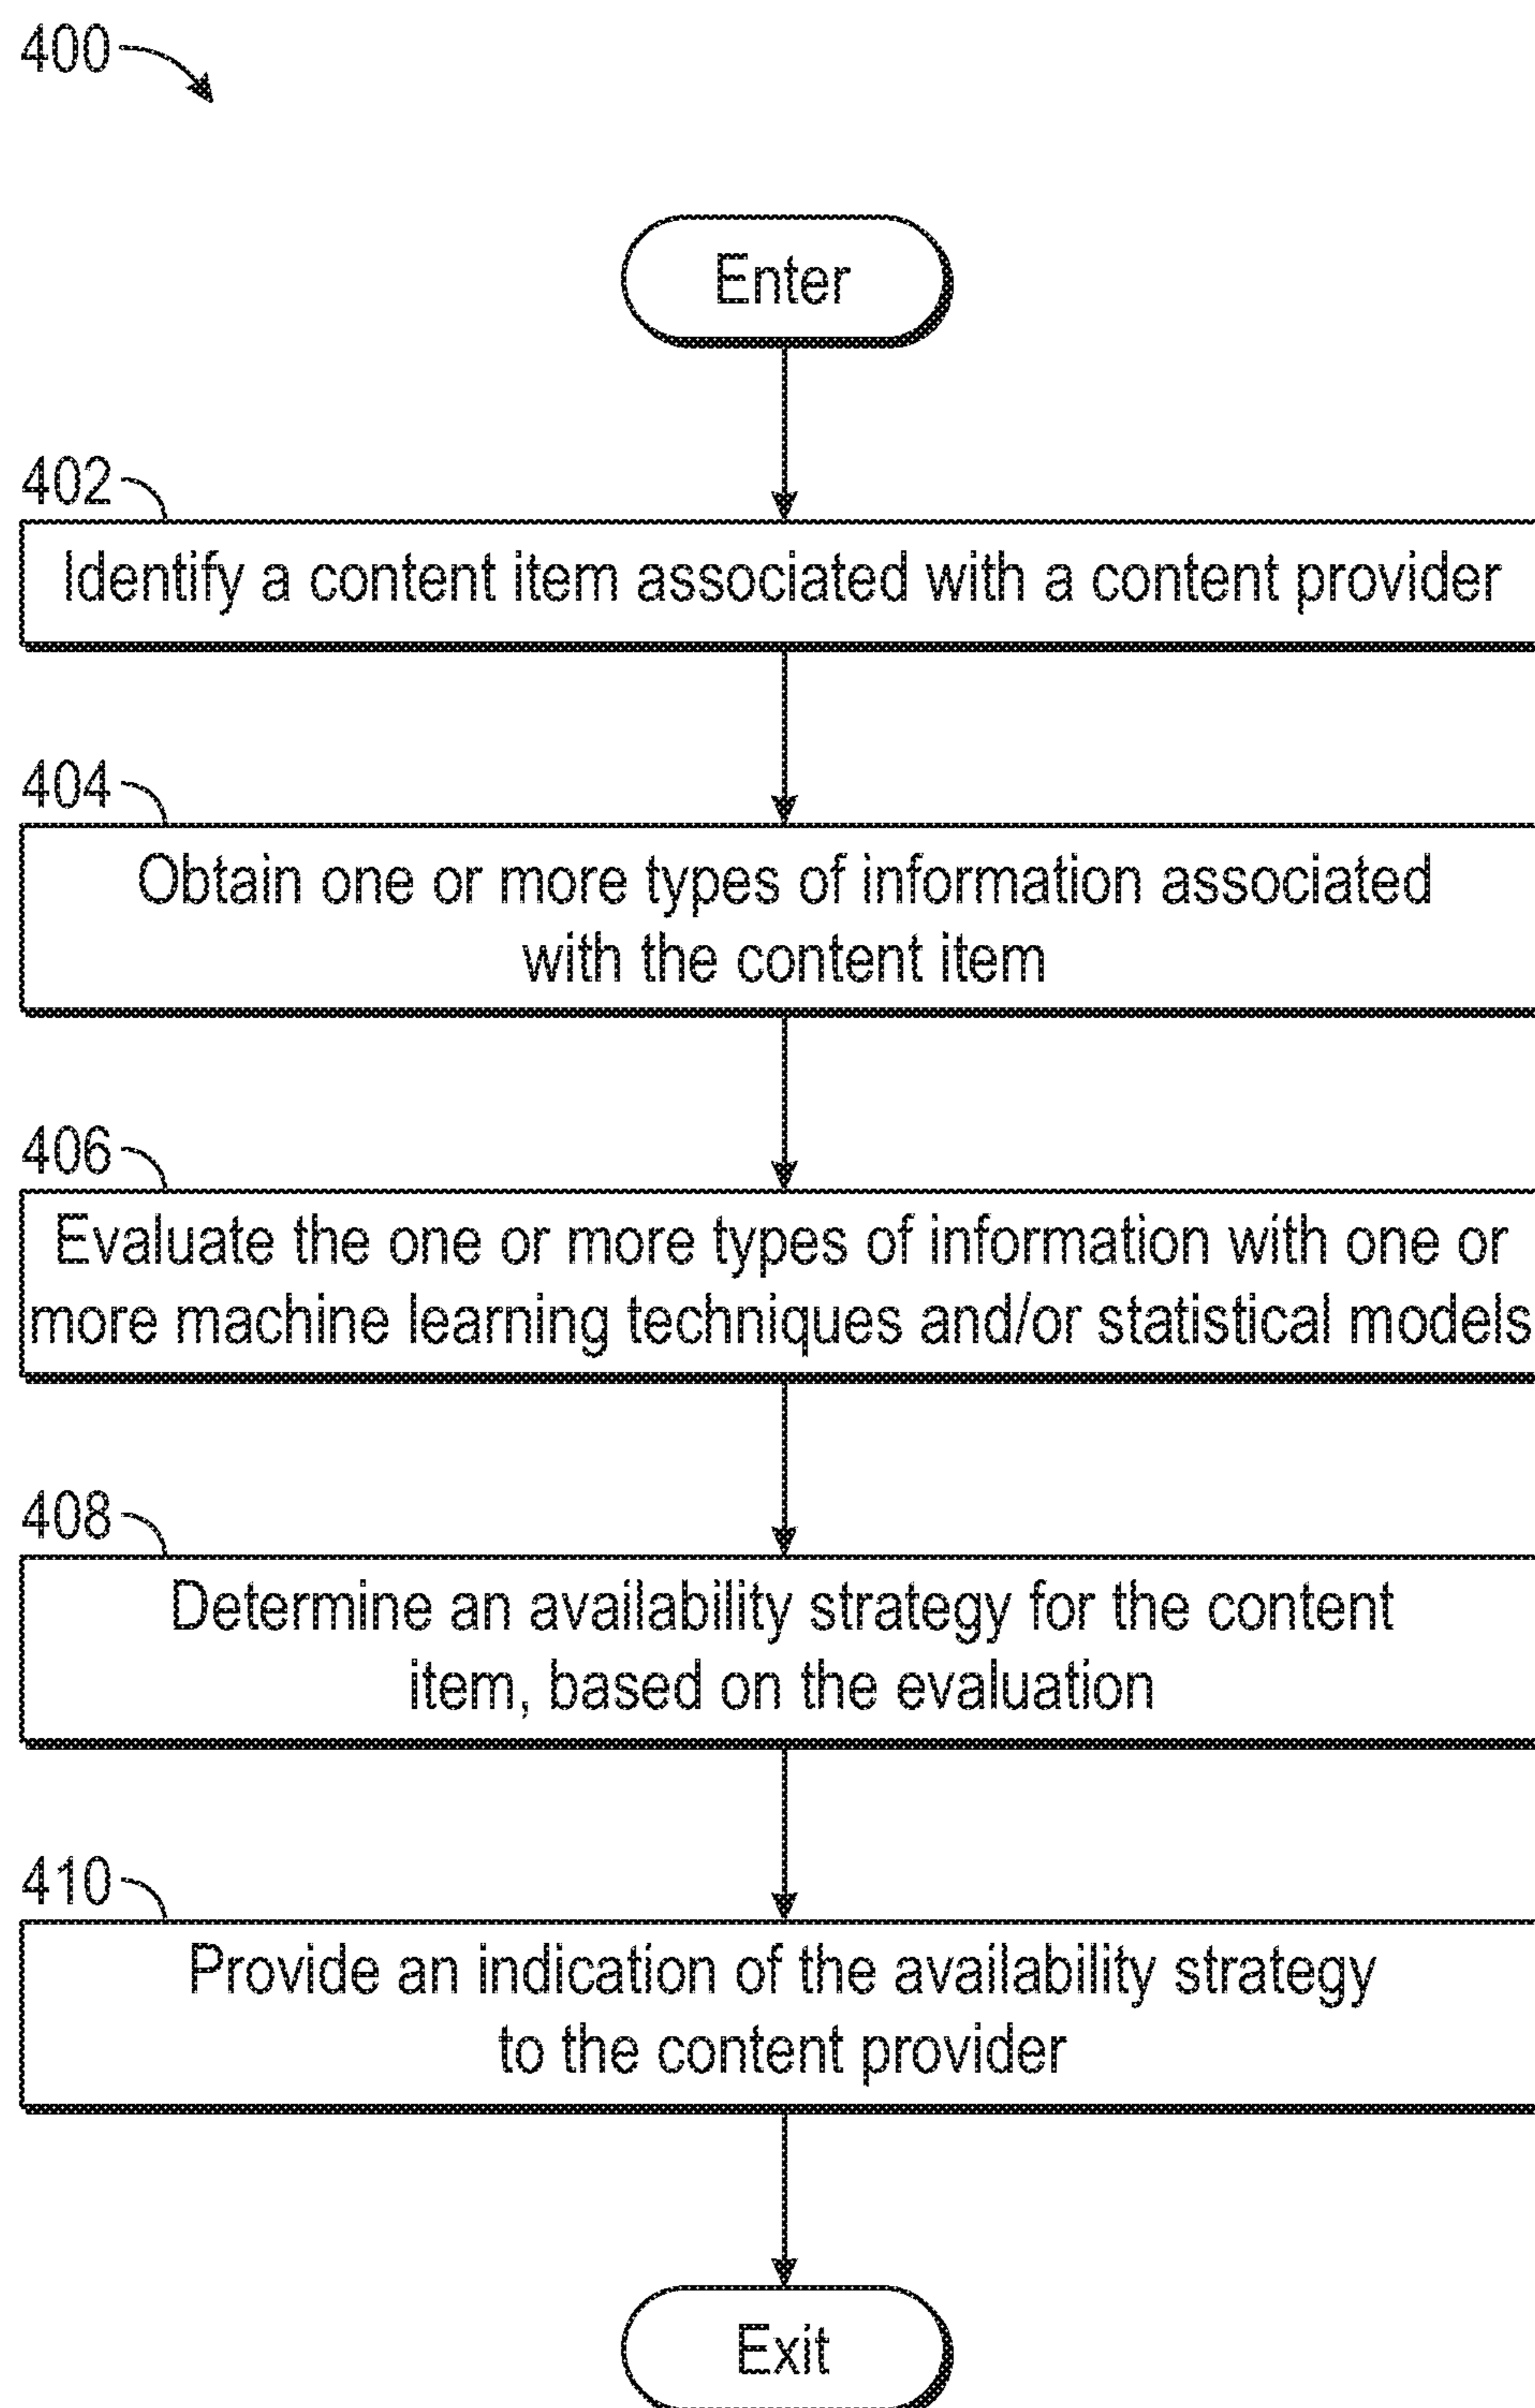 400
Enter
402
Identify a content item associated with a content provider
404
Obtain one or more types of information associated
with the content item
406
Evaluate the one or more types of information with one or
more machine learning techniques and/or statistical models
408
Determine an availability strategy for the content
item, based on the evaluation
410
Provide an indication of the availability strategy
to the content provider
Exit